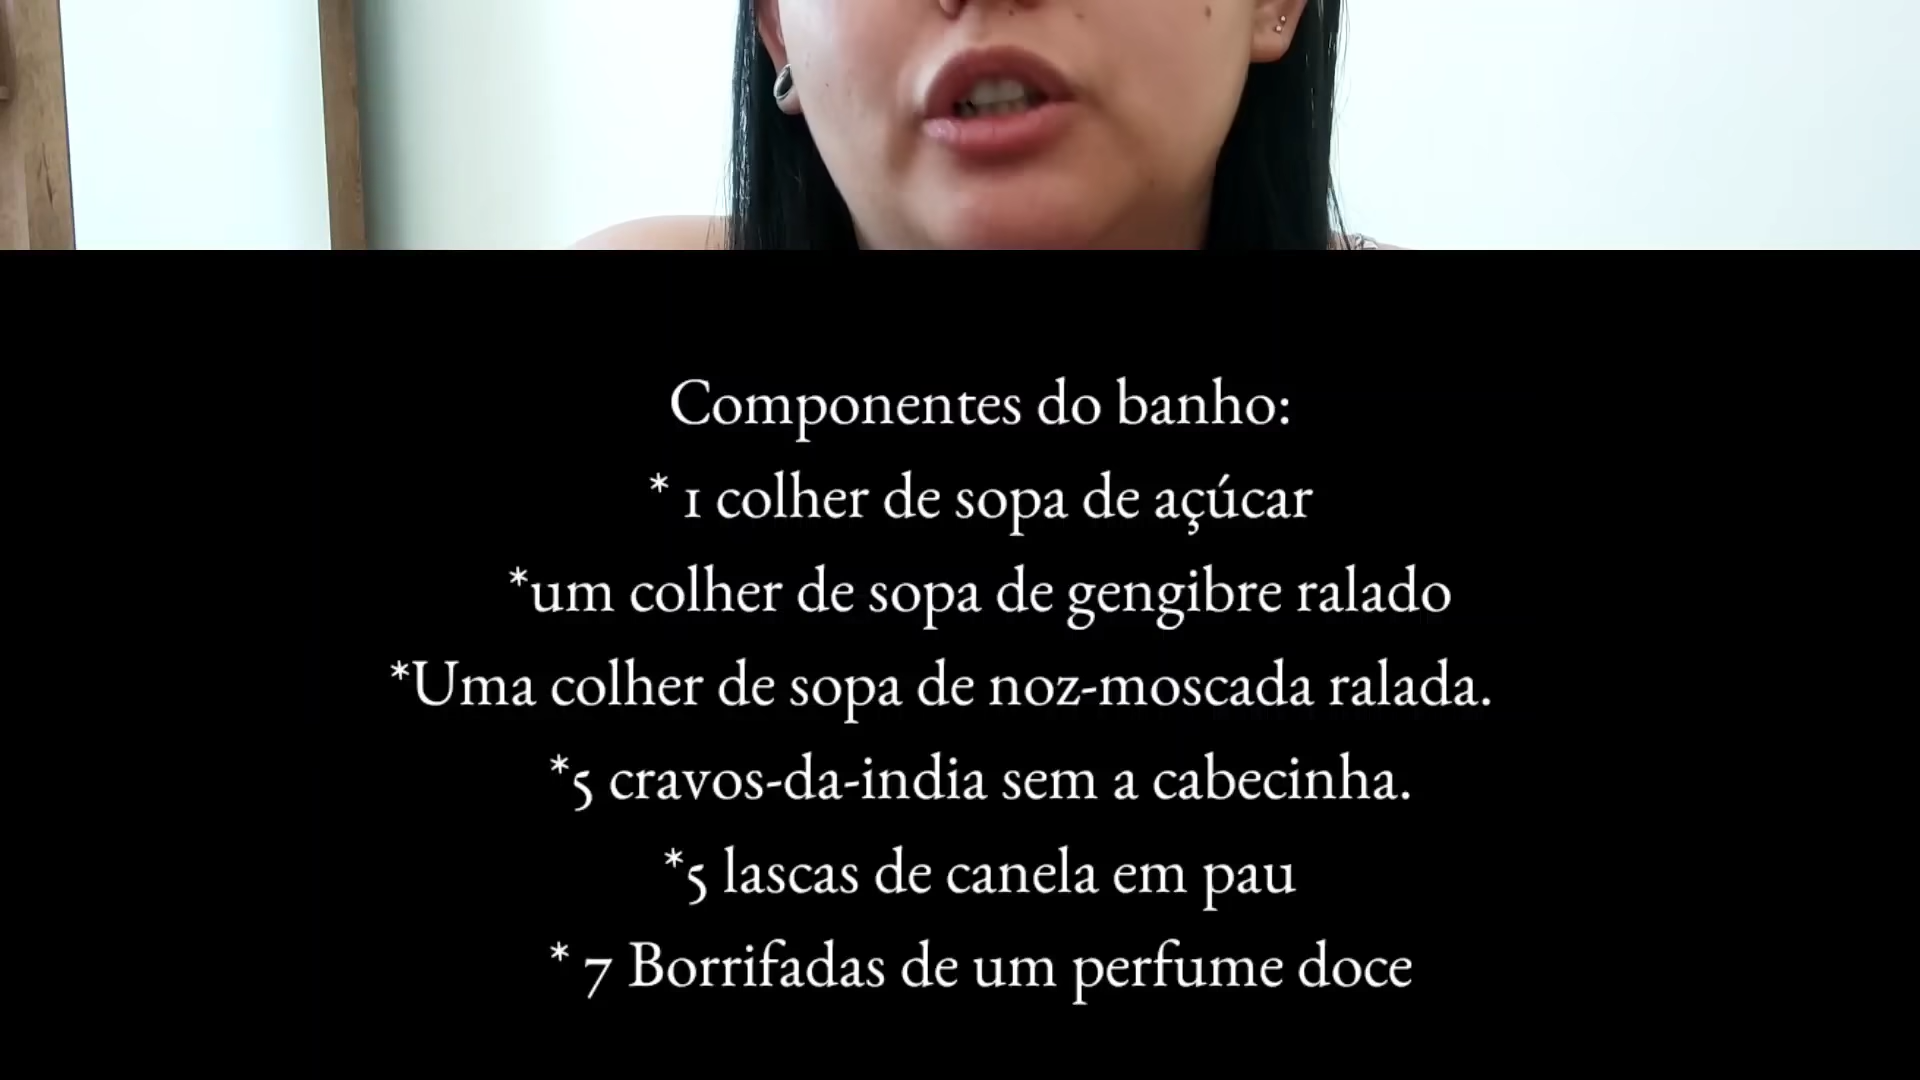 Componentes do banho:
* 1 colher de sopa de açúcar
*um colher de sopa de gengibre ralado
*Uma colher de sopa de noz-moscada ralada.
*5 cravos-da-india sem a cabecinha.
*5 lascas de canela em pau
* 7 Borrifadas de um perfume doce